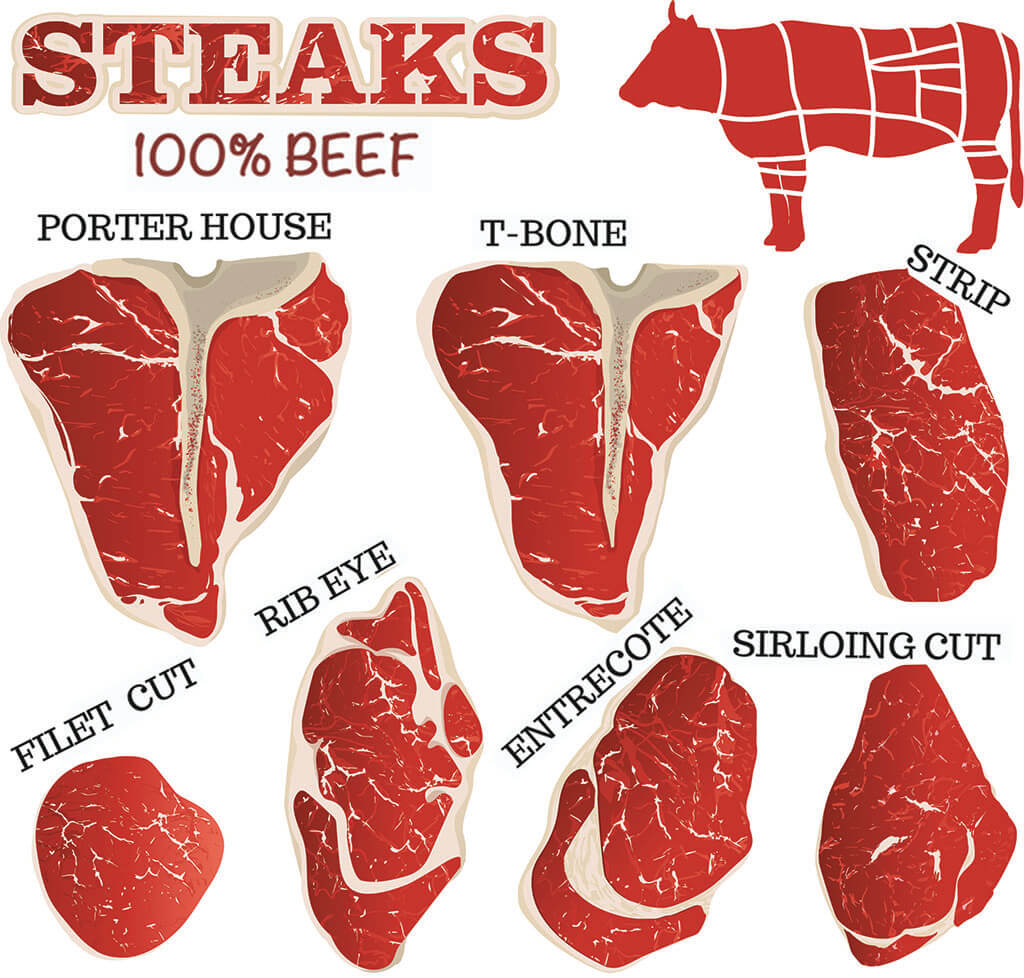 STEAKS
100% BEEF
PORTER HOUSE
T-BONE
STRIP
RIB EYE
FILET CUT
ENTRECOTE
SIRLOING CUT